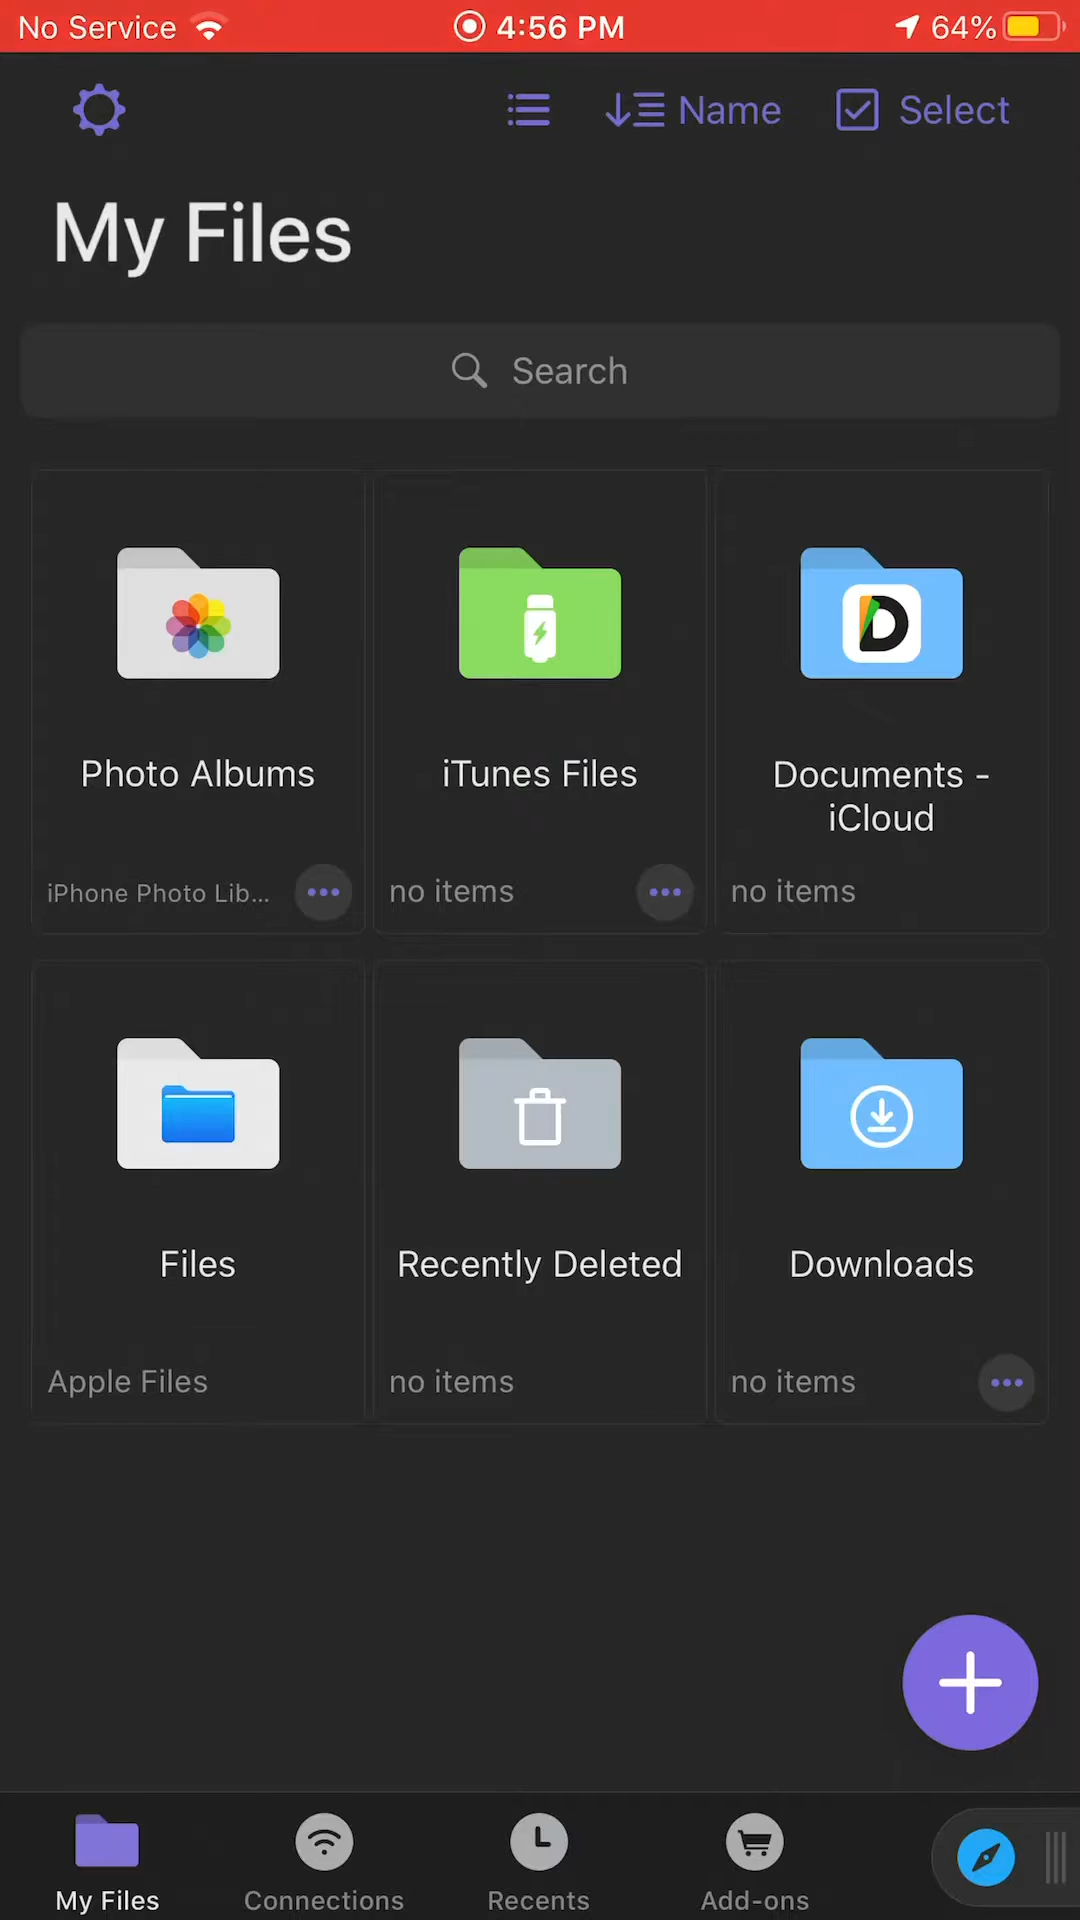 No Service 4:56 PM 64%
Name Select
My Files
Search
Photo Albums
iPhone Photo Lib...
iTunes Files
no items
Documents -
iCloud
no items
Files
Apple Files
Recently Deleted
no items
Downloads
no items
My Files Connections Recents Add-ons